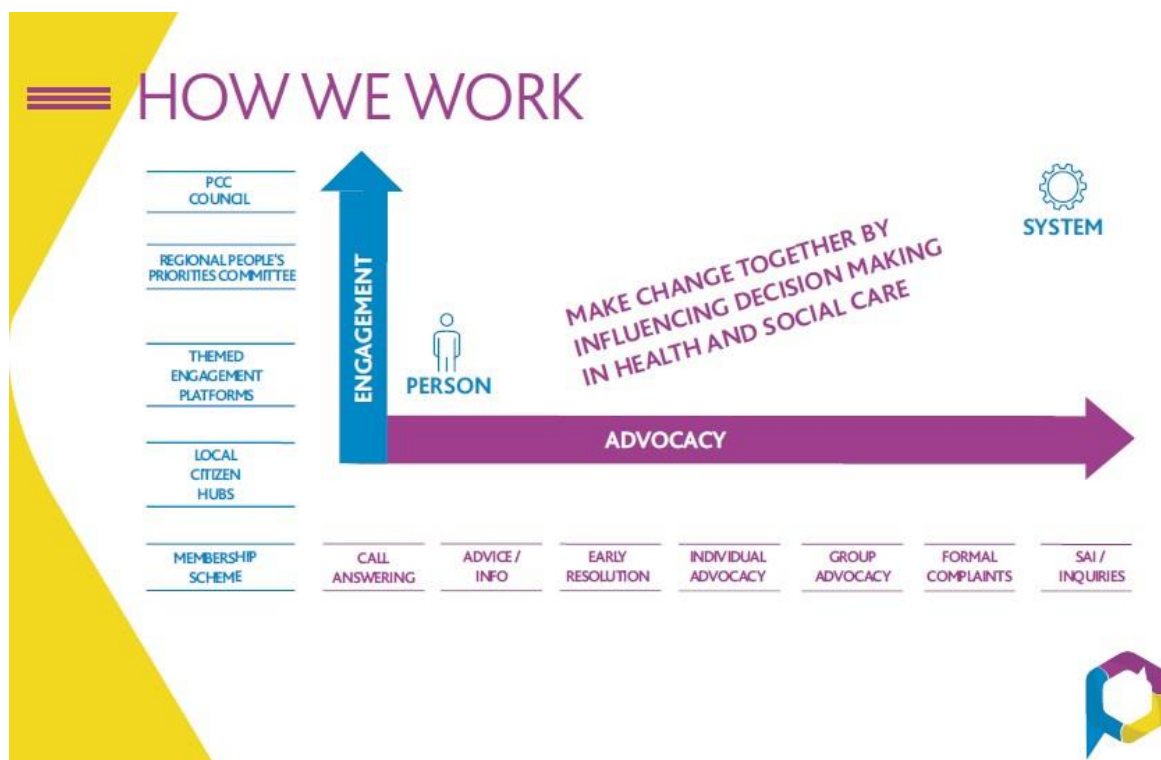 HOW WE WORK
PCC
COUNCIL
REGIONAL PEOPLE'S
PRIORITIES COMMITTEE
THEMED
ENGAGEMENT
PLATFORMS
LOCAL
CITIZEN
HUBS
MEMBERSHIP
SCHEME
ENGAGEMENT
PERSON
MAKE CHANGE TOGETHER BY
INFLUENCING DECISION MAKING
IN HEALTH AND SOCIAL CARE
SYSTEM
ADVOCACY
CALL
ANSWERING
ADVICE /
INFO
EARLY
RESOLUTION
INDIVIDUAL
ADVOCACY
GROUP
ADVOCACY
FORMAL
COMPLAINTS
SAI /
INQUIRIES